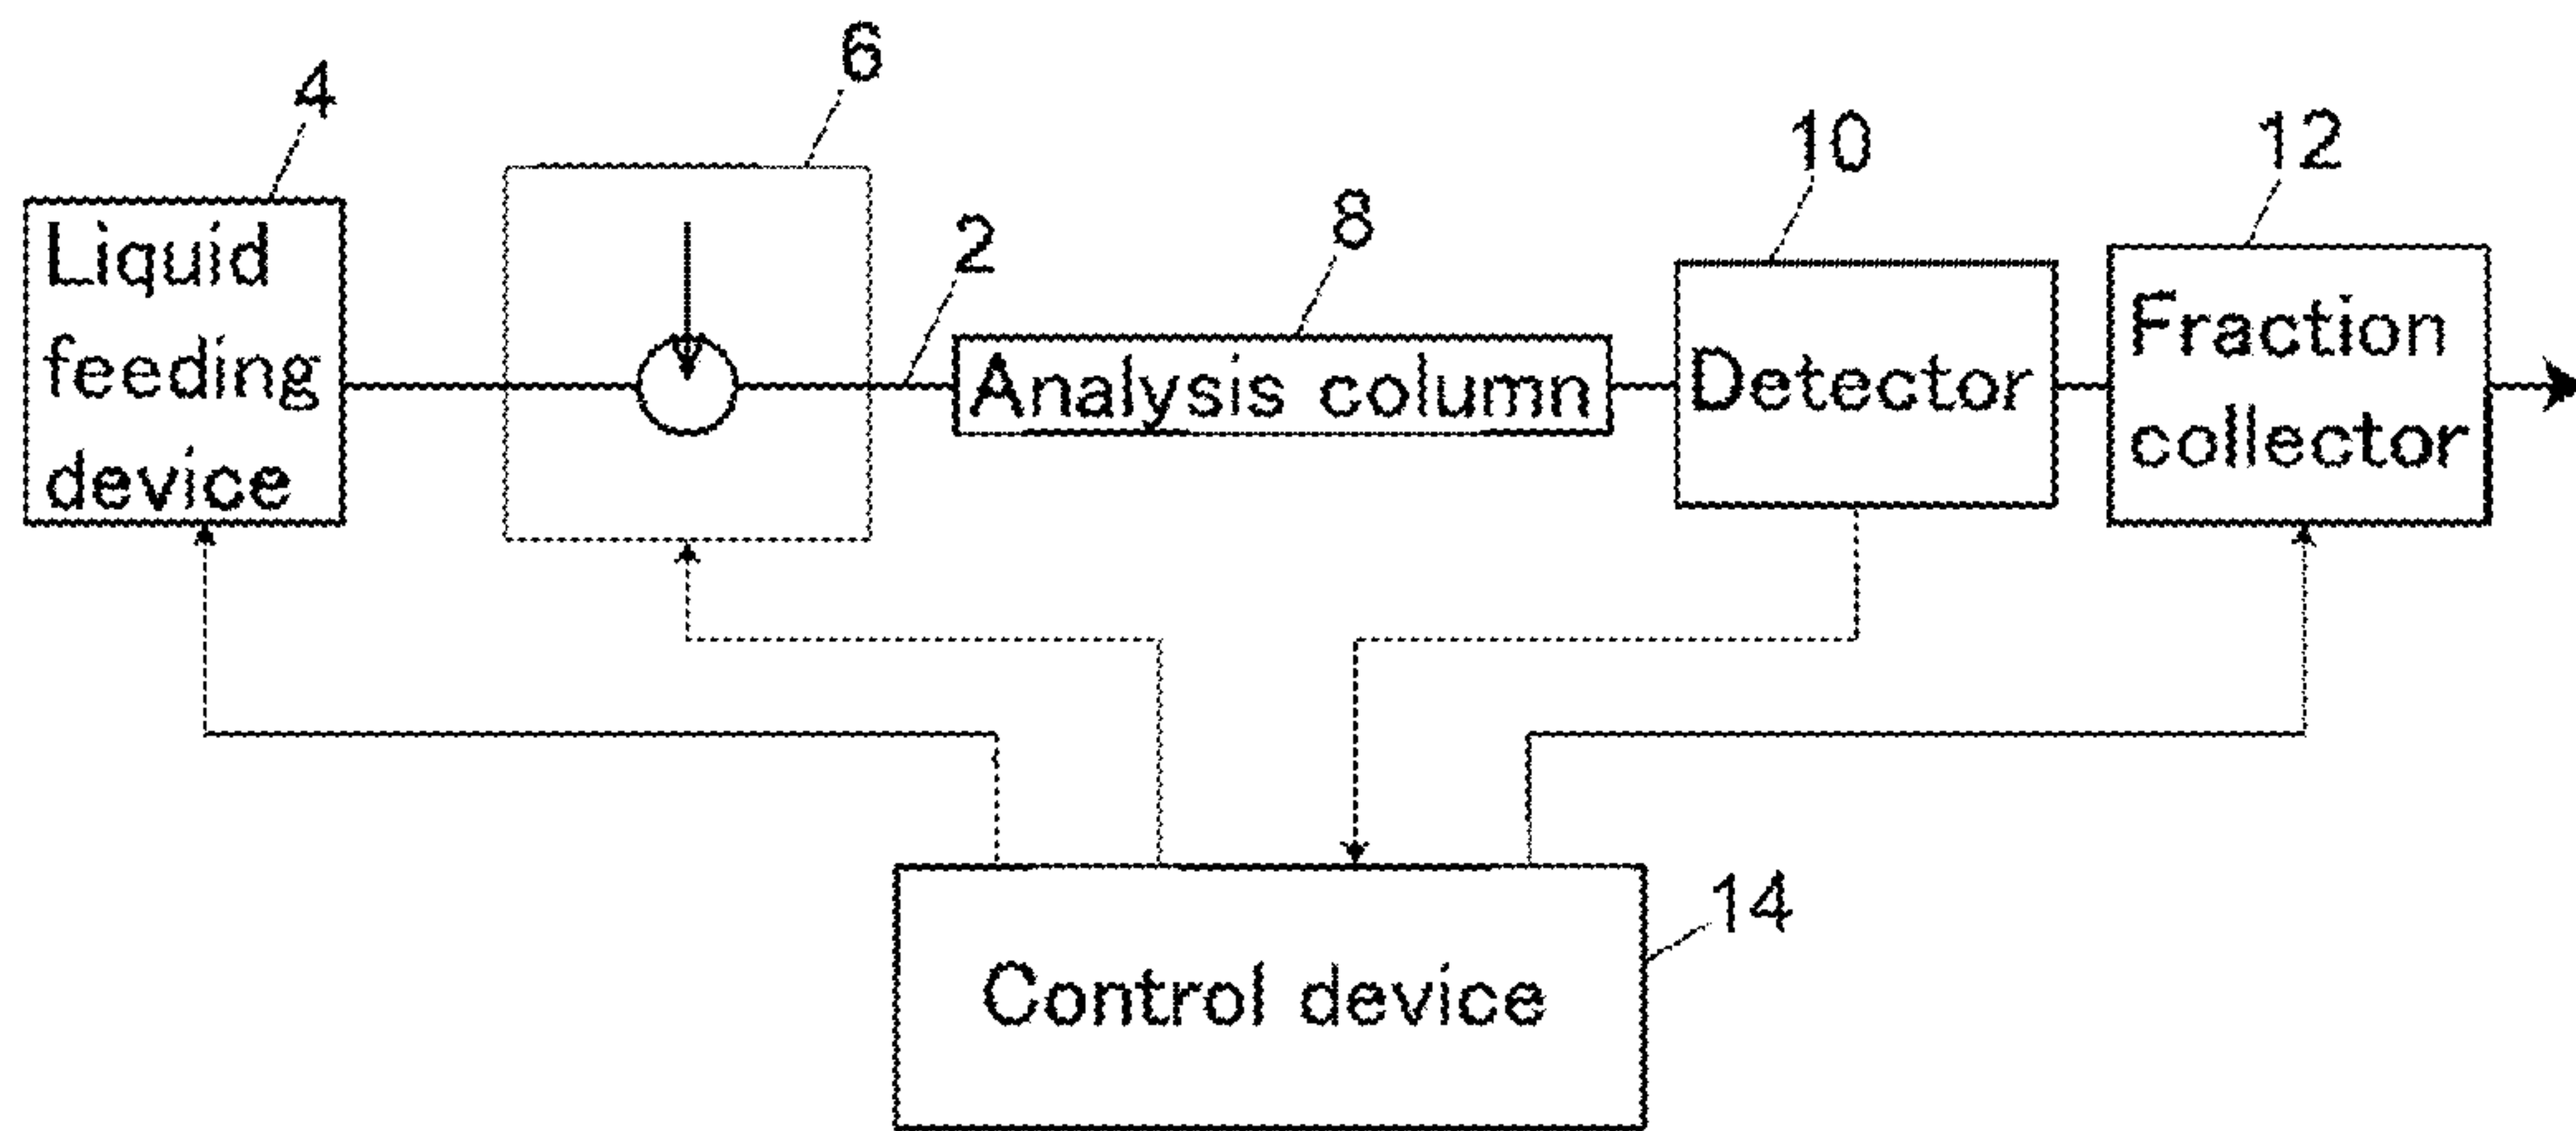 4
6
2
8
10
12
Liquid
feeding
device
Analysis column
Detector
Fraction
collector
14
Control device